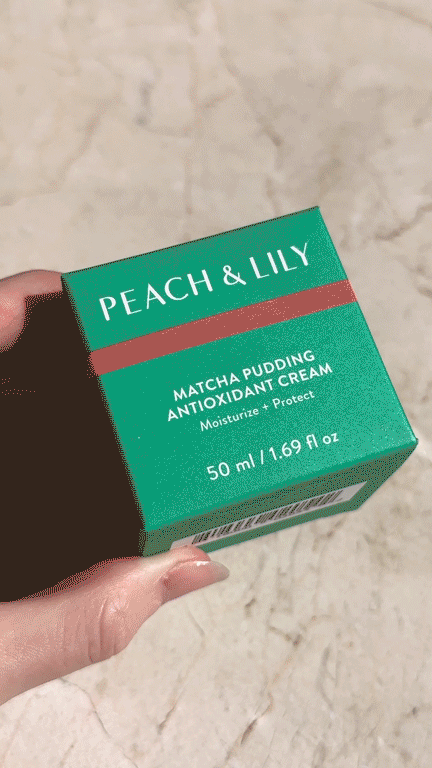 PEACH & LILY
MATCHA PUDDING
ANTIOXIDANT CREAM
Moisturize + Protect
50 ml / 1.69 fl oz